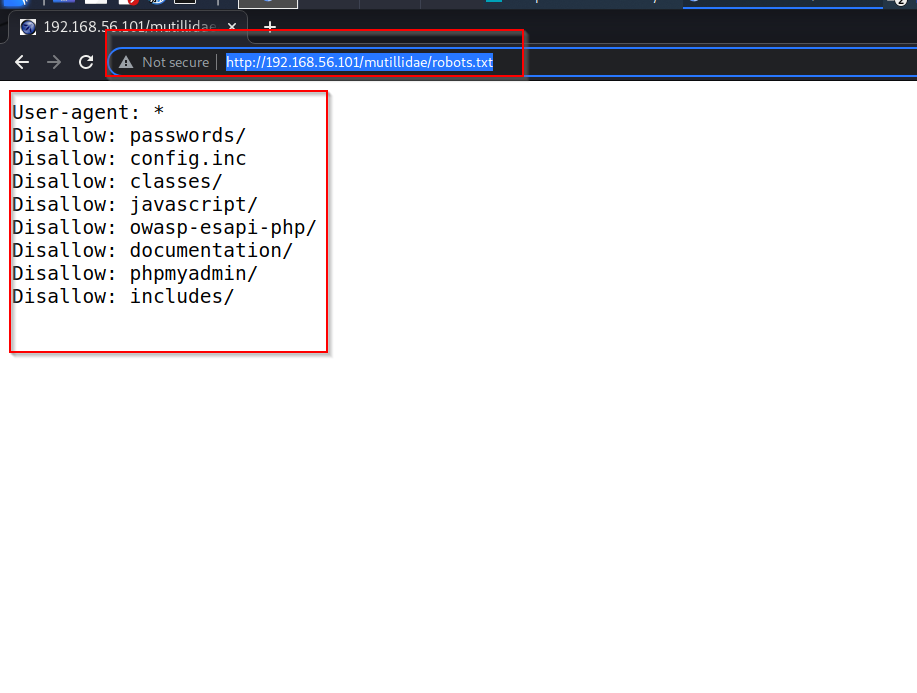 192.168.56.101/mutillidae
Not secure
http://192.168.56.101/mutillidae/robots.txt
User-agent: *
Disallow: passwords/
Disallow: config.inc
Disallow: classes/
Disallow: javascript/
Disallow: owasp-esapi-php/
Disallow: documentation/
Disallow: phpmyadmin/
Disallow: includes/